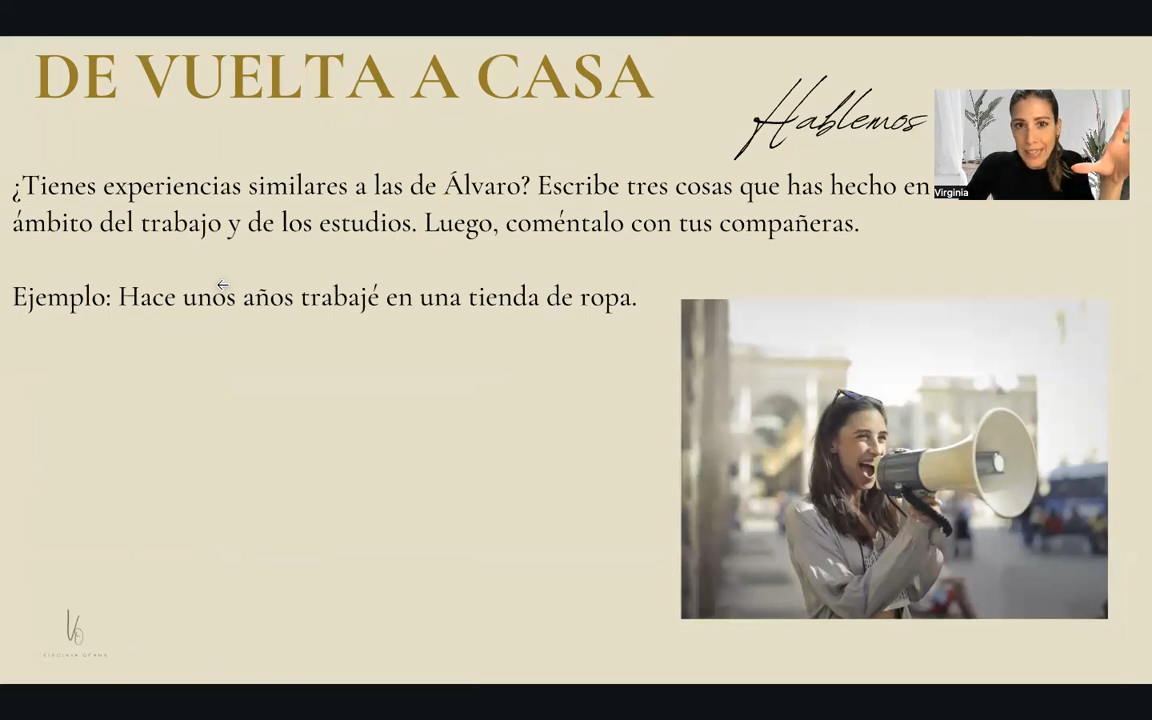 DE VUELTA A CASA
Hablemos
Virginia
¿Tienes experiencias similares a las de Álvaro? Escribe tres cosas que has hecho en
ámbito del trabajo y de los estudios. Luego, coméntalo con tus compañeras.
Ejemplo: Hace unos años trabajé en una tienda de ropa.